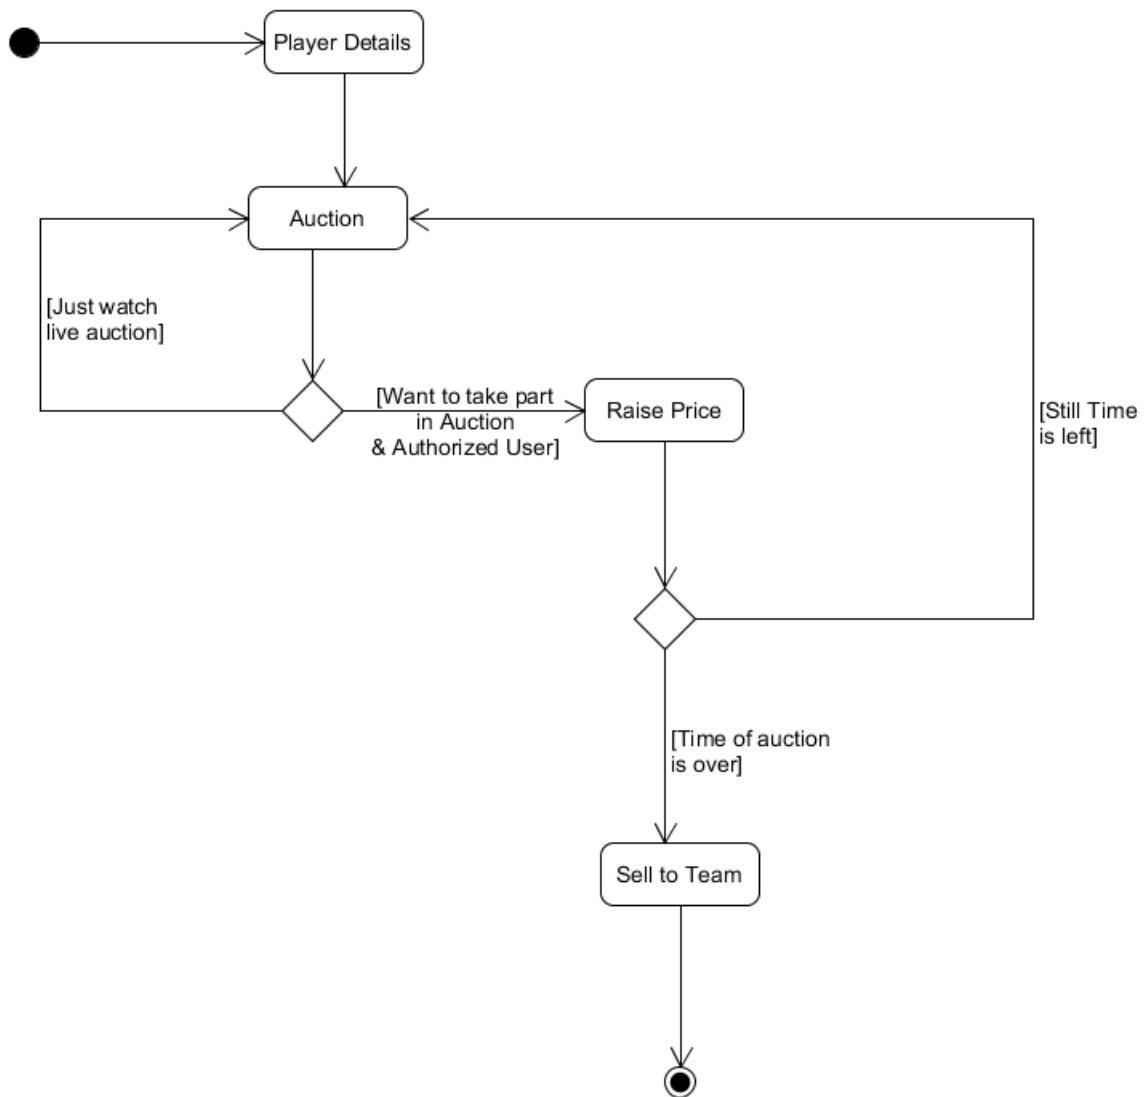 Player Details
Auction
[Just watch
live auction]
[Want to take part
in Auction
& Authorized User]
Raise Price
[Still Time
is left]
[Time of auction
is over]
Sell to Team